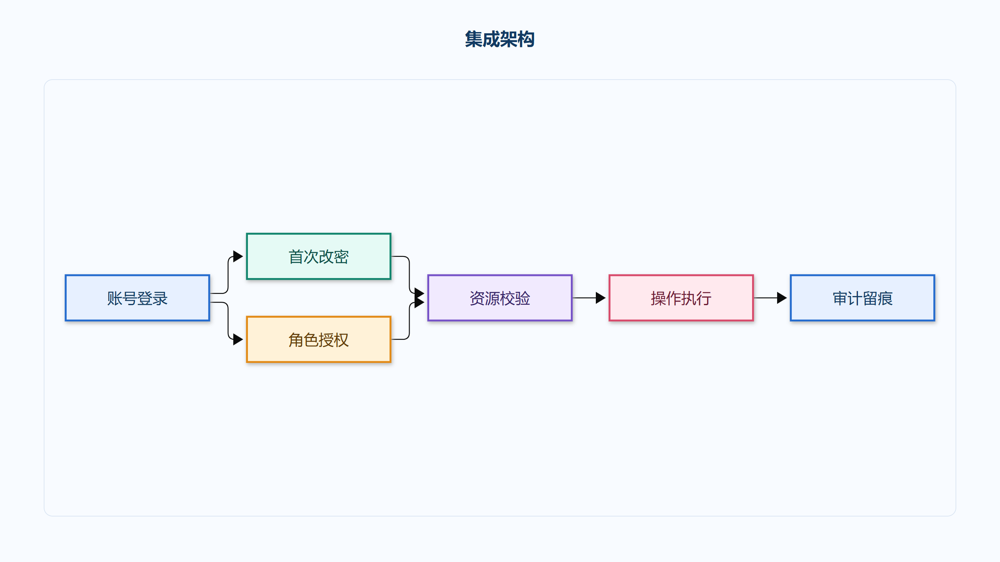 集成架构
账号登录
首次改密
角色授权
资源校验
操作执行
审计留痕